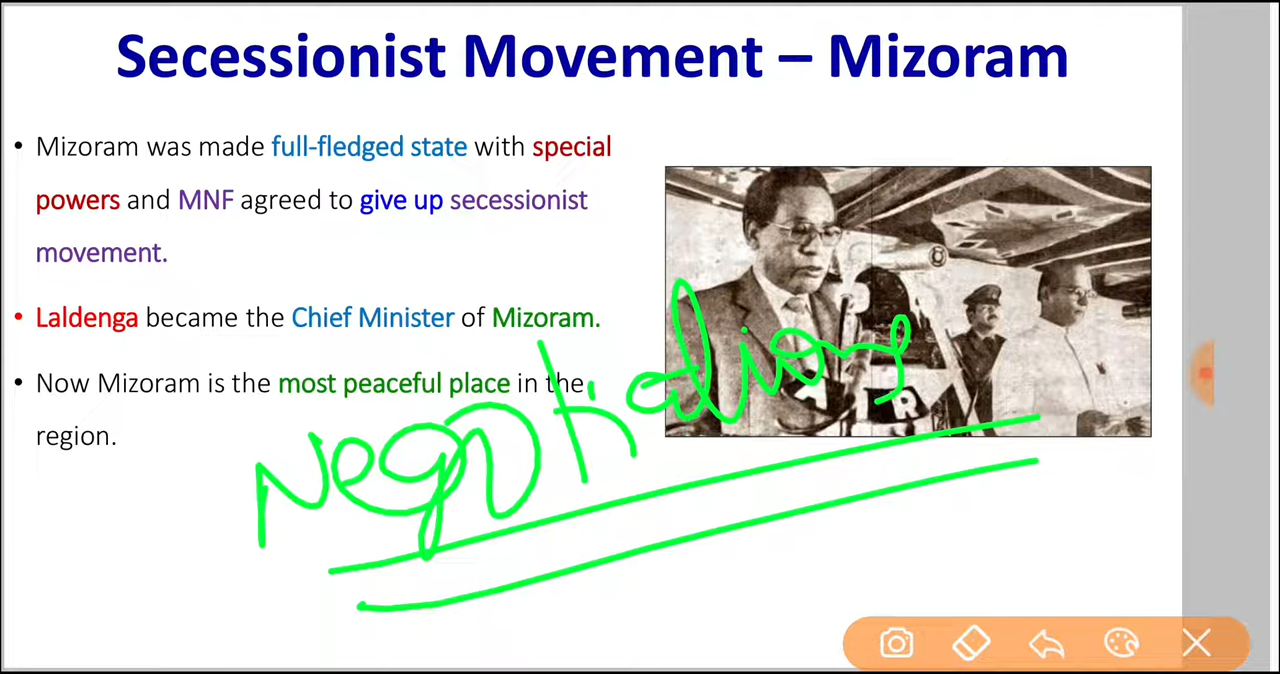 Secessionist Movement – Mizoram
• Mizoram was made full-fledged state with special
powers and MNF agreed to give up secessionist
movement.
• Laldenga became the Chief Minister of Mizoram.
• Now Mizoram is the most peaceful place in the
region.
Negotiations
A I R